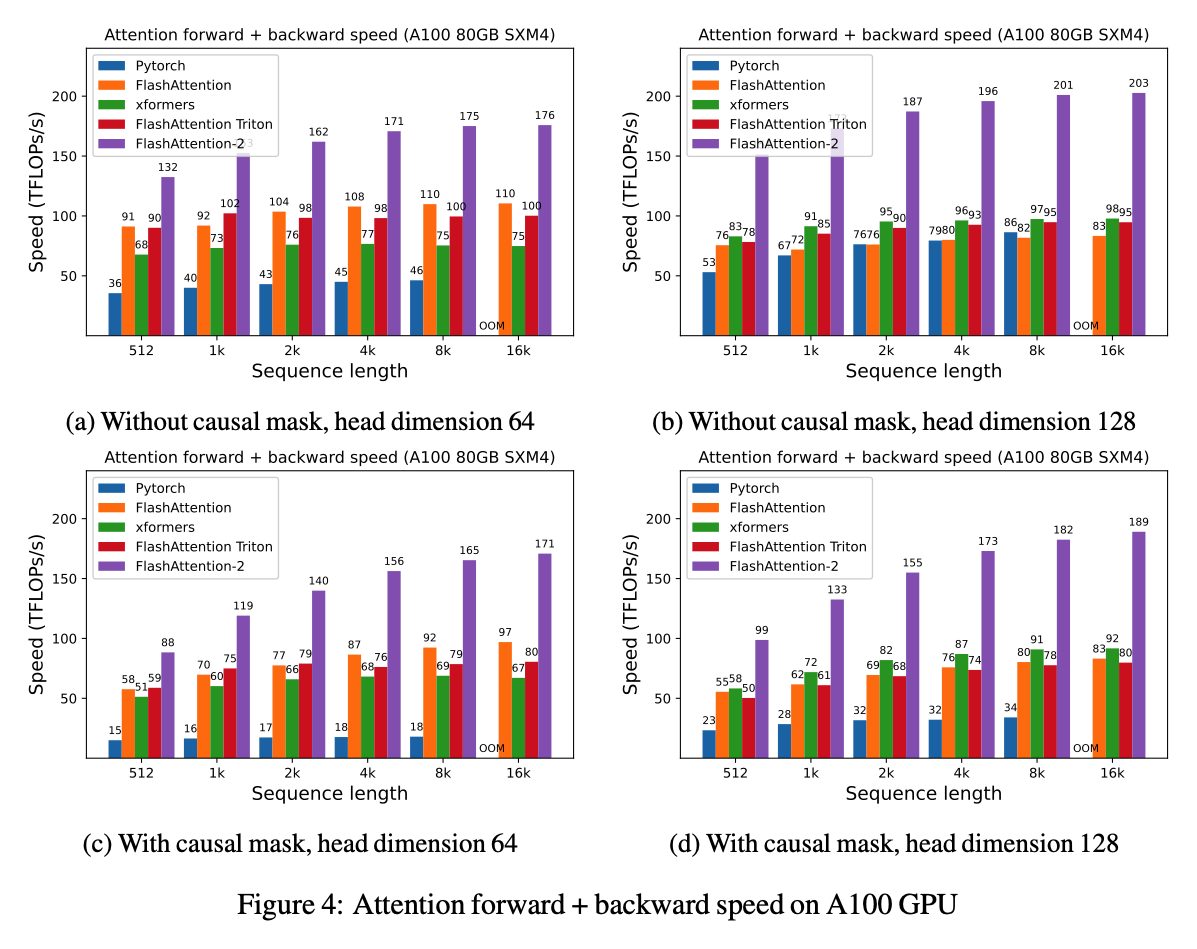 Attention forward + backward speed (A100 80GB SXM4)
Pytorch
FlashAttention
xformers
FlashAttention Triton
FlashAttention-2
Speed (TFLOPs/s)
200
150
100
50
36 91 68 90 132
40 92 73 102
43 104 76 98 162
45 108 77 98 171
46 110 75 100 175
OOM 110 75 100 176
512 1k 2k 4k 8k 16k
Sequence length
(a) Without causal mask, head dimension 64
Attention forward + backward speed (A100 80GB SXM4)
Pytorch
FlashAttention
xformers
FlashAttention Triton
FlashAttention-2
Speed (TFLOPs/s)
200
150
100
50
53 76 83 78
67 72 91 85 173
76 76 95 90 187
79 80 96 93 196
86 82 97 95 201
OOM 83 98 95 203
512 1k 2k 4k 8k 16k
Sequence length
(b) Without causal mask, head dimension 128
Attention forward + backward speed (A100 80GB SXM4)
Pytorch
FlashAttention
xformers
FlashAttention Triton
FlashAttention-2
Speed (TFLOPs/s)
200
150
100
50
15 58 51 59 88
16 70 60 75 119
17 77 66 79 140
18 87 68 76 156
18 92 69 79 165
OOM 97 67 80 171
512 1k 2k 4k 8k 16k
Sequence length
(c) With causal mask, head dimension 64
Attention forward + backward speed (A100 80GB SXM4)
Pytorch
FlashAttention
xformers
FlashAttention Triton
FlashAttention-2
Speed (TFLOPs/s)
200
150
100
50
23 55 58 50 99
28 62 72 61 133
32 69 82 68 155
32 76 87 74 173
34 80 91 78 182
OOM 83 92 80 189
512 1k 2k 4k 8k 16k
Sequence length
(d) With causal mask, head dimension 128
Figure 4: Attention forward + backward speed on A100 GPU